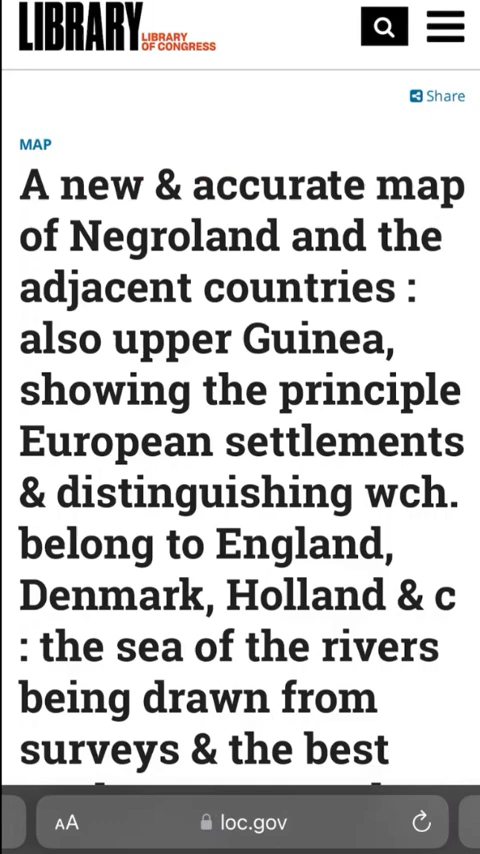 LIBRARY
LIBRARY
OF CONGRESS
Share
MAP
A new & accurate map
of Negroland and the
adjacent countries :
also upper Guinea,
showing the principle
European settlements
& distinguishing wch.
belong to England,
Denmark, Holland & c
: the sea of the rivers
being drawn from
surveys & the best
AA
loc.gov